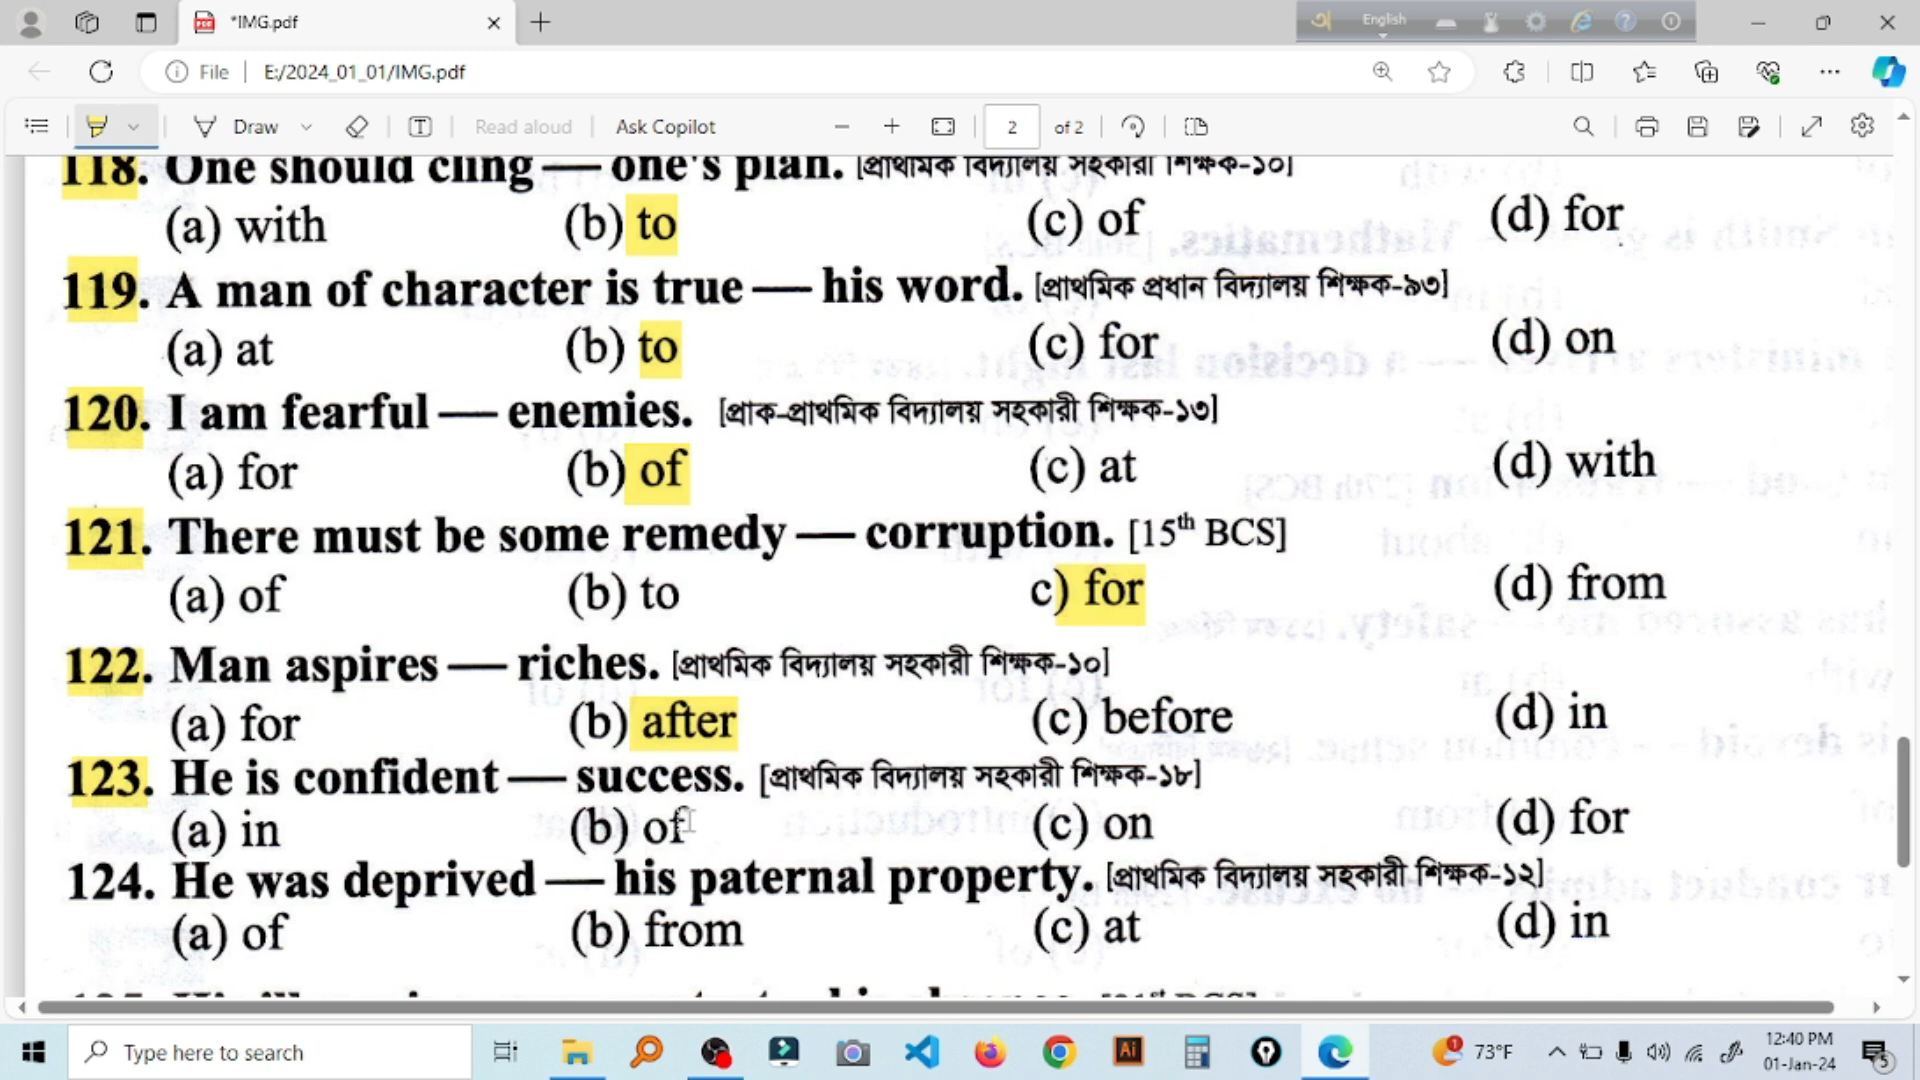 *IMG.pdf
English
File
E:/2024_01_01/IMG.pdf
Draw
Read aloud
Ask Copilot
2
of 2
118. One should cling — one's plan. [প্রাথমিক বিদ্যালয় সহকারী শিক্ষক-১০]
(a) with (b) to (c) of (d) for
119. A man of character is true — his word. [প্রাথমিক প্রধান বিদ্যালয় শিক্ষক-৯৩]
(a) at (b) to (c) for (d) on
120. I am fearful — enemies. [প্রাক-প্রাথমিক বিদ্যালয় সহকারী শিক্ষক-১৩]
(a) for (b) of (c) at (d) with
121. There must be some remedy — corruption. [15th BCS]
(a) of (b) to c) for (d) from
122. Man aspires — riches. [প্রাথমিক বিদ্যালয় সহকারী শিক্ষক-১০]
(a) for (b) after (c) before (d) in
123. He is confident — success. [প্রাথমিক বিদ্যালয় সহকারী শিক্ষক-১৮]
(a) in (b) of (c) on (d) for
124. He was deprived — his paternal property. [প্রাথমিক বিদ্যালয় সহকারী শিক্ষক-১২]
(a) of (b) from (c) at (d) in
Type here to search
73°F
12:40 PM
01-Jan-24
5